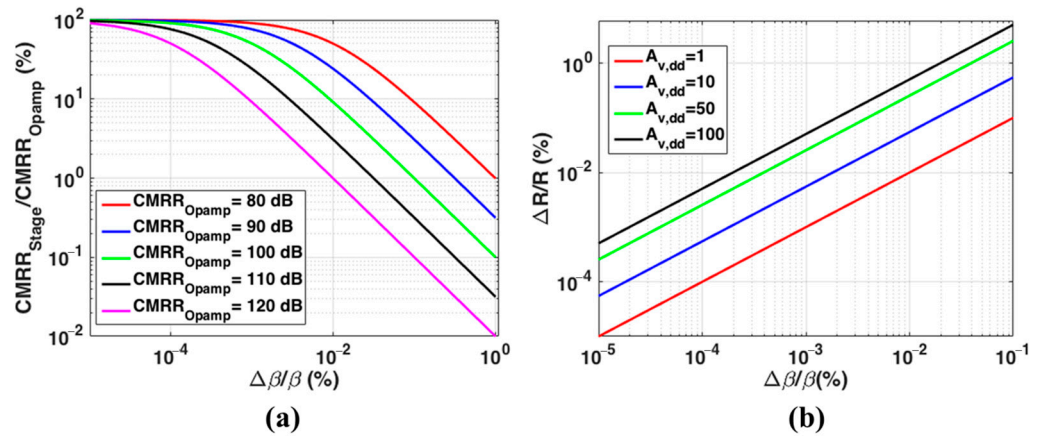 CMRR_Stage/CMRR_Opamp (%)
10^2
10^1
10^0
10^-1
10^-2
CMRR_Opamp= 80 dB
CMRR_Opamp= 90 dB
CMRR_Opamp= 100 dB
CMRR_Opamp= 110 dB
CMRR_Opamp= 120 dB
10^-4
10^-2
10^0
Δβ/β (%)
(a)
ΔR/R (%)
10^0
10^-2
10^-4
A_v,dd=1
A_v,dd=10
A_v,dd=50
A_v,dd=100
10^-5
10^-4
10^-3
10^-2
10^-1
Δβ/β(%)
(b)